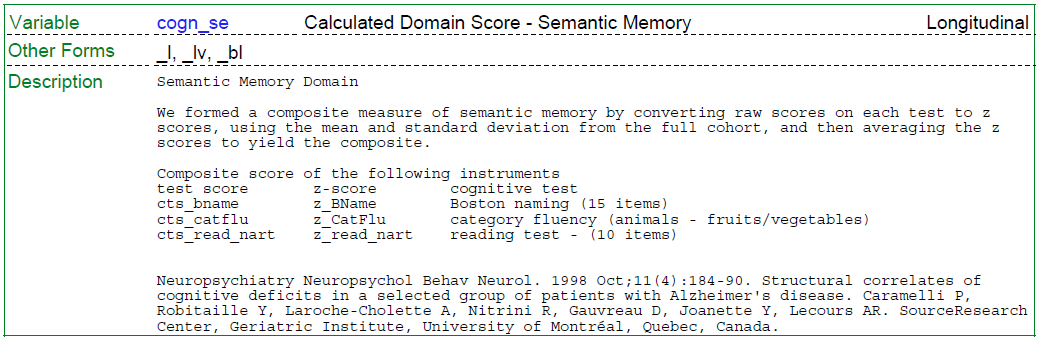 Variable cogn_se Calculated Domain Score - Semantic Memory Longitudinal
Other Forms _l, _lv, _bl
Description Semantic Memory Domain
We formed a composite measure of semantic memory by converting raw scores on each test to z
scores, using the mean and standard deviation from the full cohort, and then averaging the z
scores to yield the composite.
Composite score of the following instruments
test score z-score cognitive test
cts_bname z_BName Boston naming (15 items)
cts_catflu z_CatFlu category fluency (animals - fruits/vegetables)
cts_read_nart z_read_nart reading test - (10 items)
Neuropsychiatry Neuropsychol Behav Neurol. 1998 Oct;11(4):184-90. Structural correlates of
cognitive deficits in a selected group of patients with Alzheimer's disease. Caramelli P,
Robitaille Y, Laroche-Cholette A, Nitrini R, Gauvreau D, Joanette Y, Lecours AR. SourceResearch
Center, Geriatric Institute, University of Montréal, Quebec, Canada.